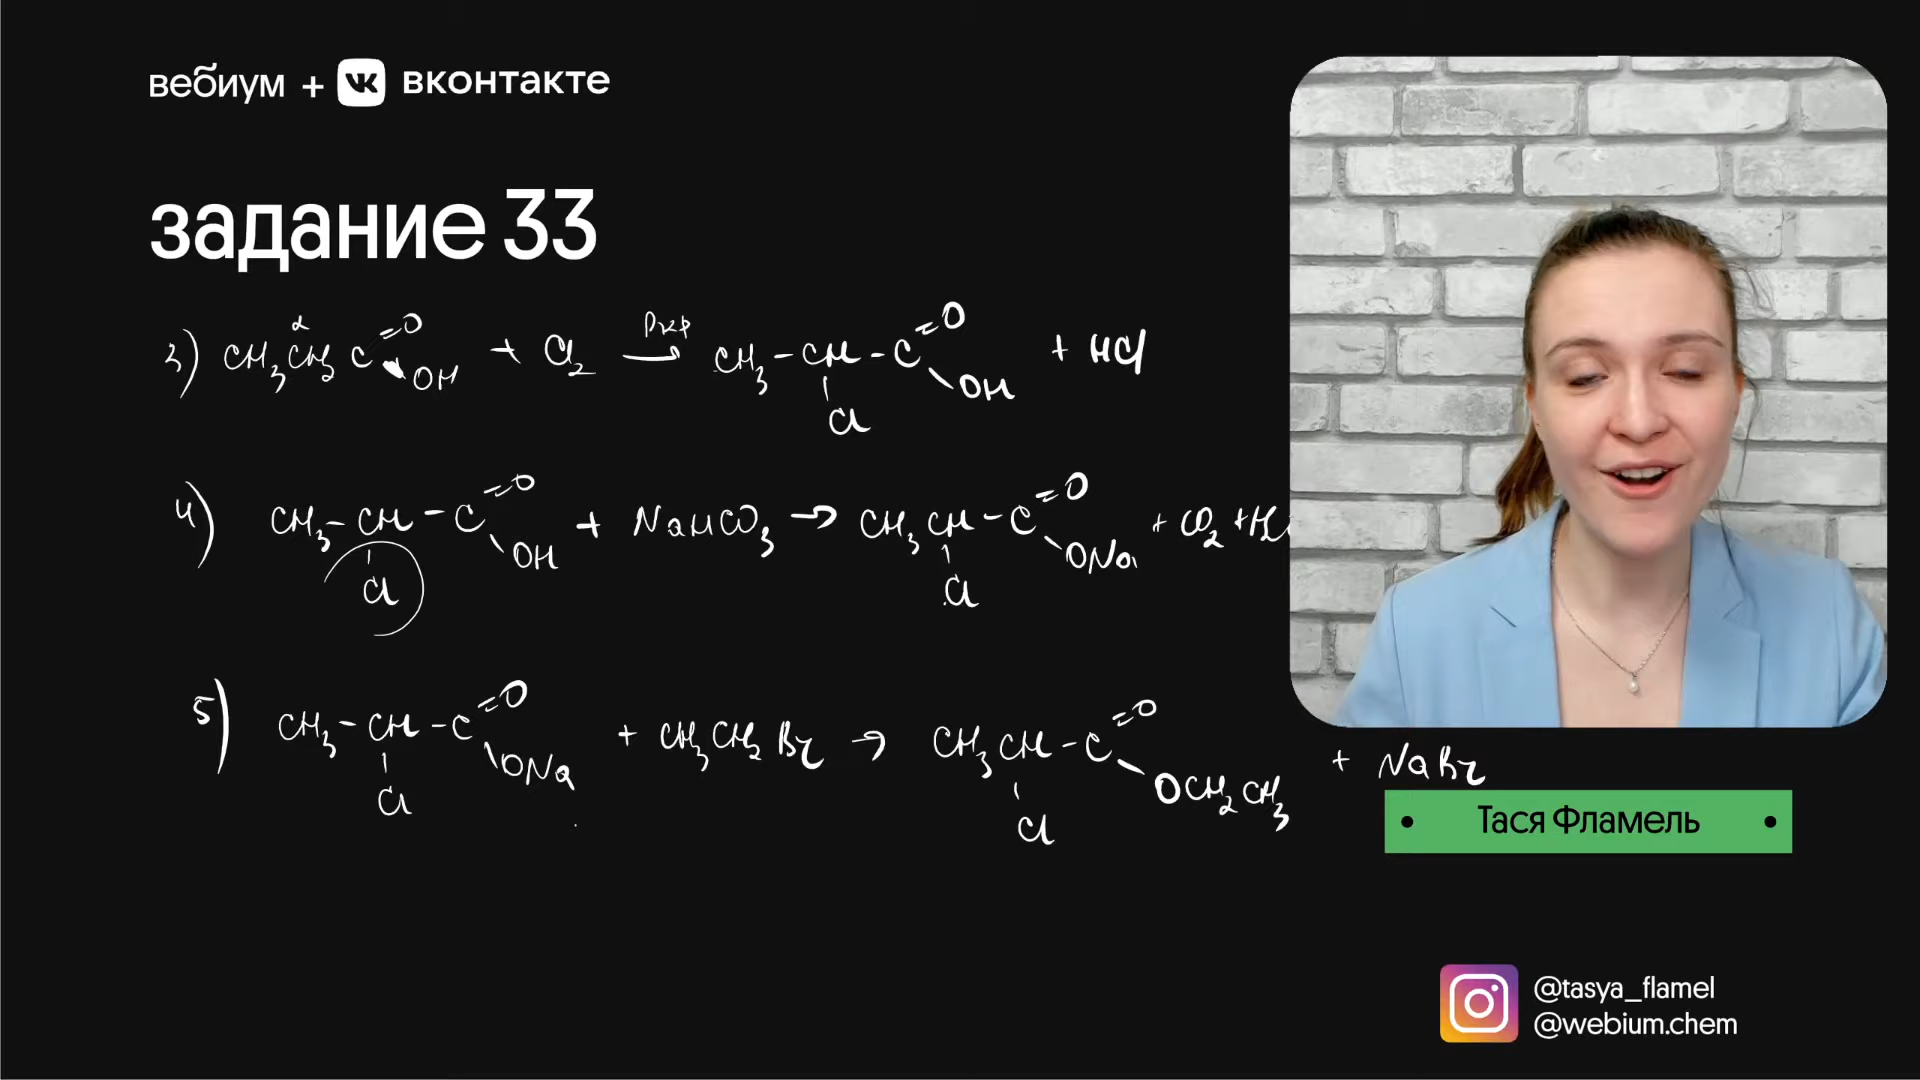 вебиум + вконтакте
задание 33
3) CH₃CH₂C=O OH + Cl₂ → CH₃-CH-C=O OH + HCl
α
Cl
4) CH₃-CH-C=O OH + NaHCO₃ → CH₃CH-C=O ONa + CO₂ + H₂
Cl Cl
5) CH₃-CH-C=O ONa + CH₃CH₂Br → CH₃CH-C=O OCH₂CH₃ + NaBr
Cl Cl
Тася Фламель
@tasya_flamel
@webium.chem